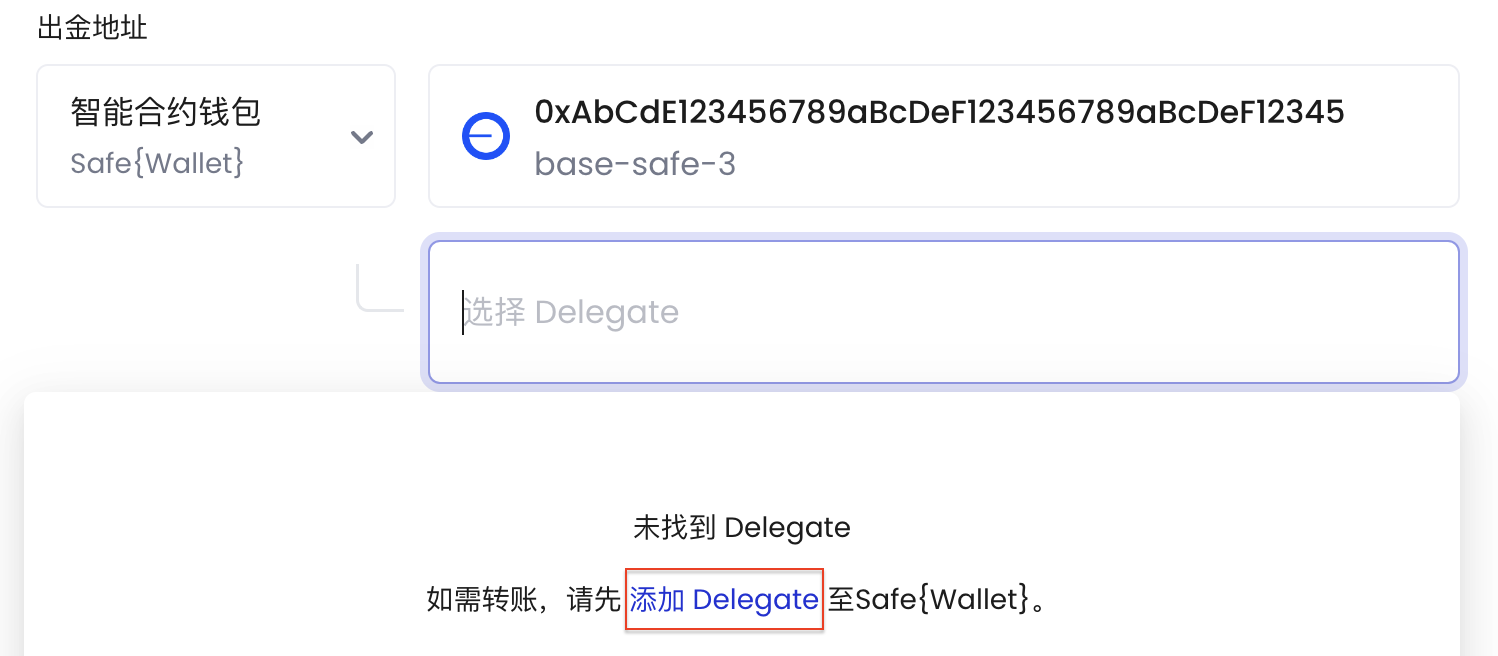 出金地址
智能合约钱包
Safe{Wallet}
0xAbCdE123456789aBcDeF123456789aBcDeF12345
base-safe-3
选择 Delegate
未找到 Delegate
如需转账，请先 添加 Delegate 至Safe{Wallet}。